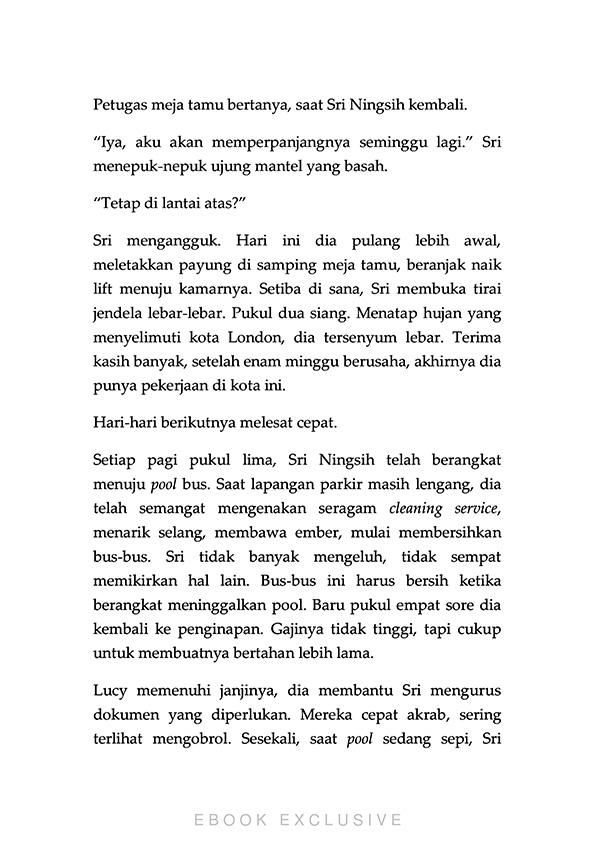 Petugas meja tamu bertanya, saat Sri Ningsih kembali.
“Iya, aku akan memperpanjangnya seminggu lagi.” Sri
menepuk-nepuk ujung mantel yang basah.
“Tetap di lantai atas?”
Sri mengangguk. Hari ini dia pulang lebih awal,
meletakkan payung di samping meja tamu, beranjak naik
lift menuju kamarnya. Setiba di sana, Sri membuka tirai
jendela lebar-lebar. Pukul dua siang. Menatap hujan yang
menyelimuti kota London, dia tersenyum lebar. Terima
kasih banyak, setelah enam minggu berusaha, akhirnya dia
punya pekerjaan di kota ini.
Hari-hari berikutnya melesat cepat.
Setiap pagi pukul lima, Sri Ningsih telah berangkat
menuju pool bus. Saat lapangan parkir masih lengang, dia
telah semangat mengenakan seragam cleaning service,
menarik selang, membawa ember, mulai membersihkan
bus-bus. Sri tidak banyak mengeluh, tidak sempat
memikirkan hal lain. Bus-bus ini harus bersih ketika
berangkat meninggalkan pool. Baru pukul empat sore dia
kembali ke penginapan. Gajinya tidak tinggi, tapi cukup
untuk membuatnya bertahan lebih lama.
Lucy memenuhi janjinya, dia membantu Sri mengurus
dokumen yang diperlukan. Mereka cepat akrab, sering
terlihat mengobrol. Sesekali, saat pool sedang sepi, Sri
EBOOK EXCLUSIVE